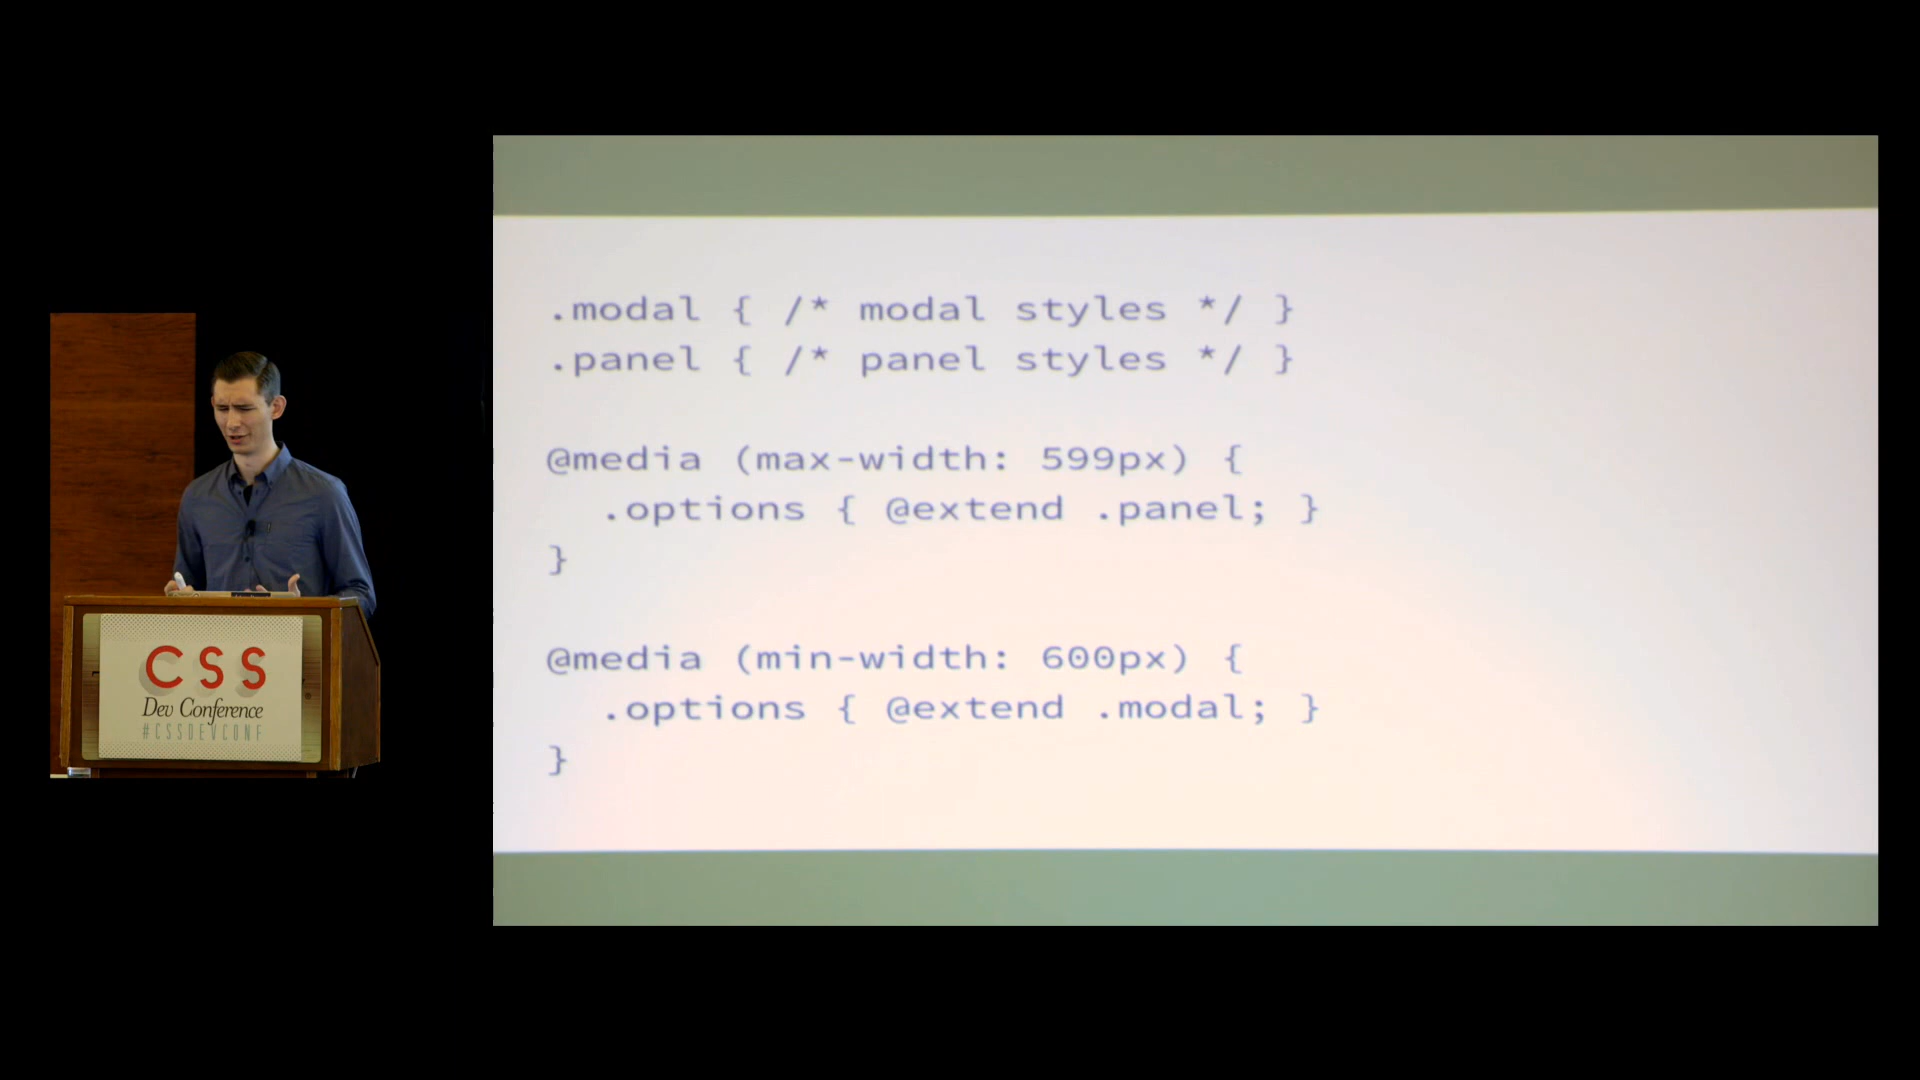 .modal { /* modal styles */ }
.panel { /* panel styles */ }
@media (max-width: 599px) {
.options { @extend .panel; }
}
@media (min-width: 600px) {
.options { @extend .modal; }
}
CSS
Dev Conference
#CSSDEVCONF